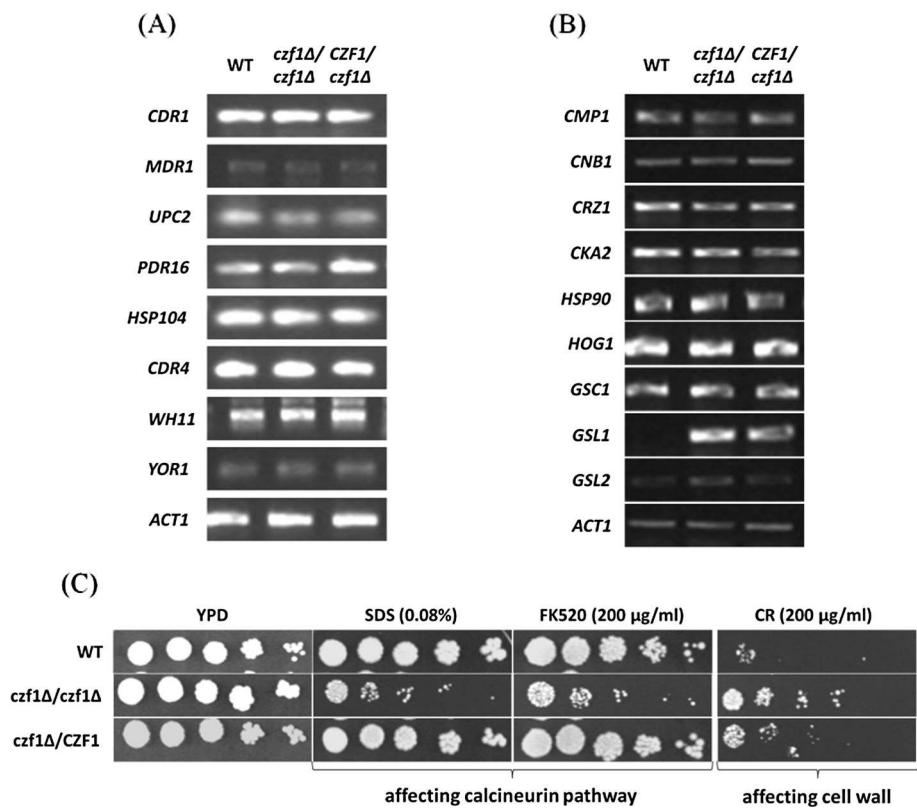 (A)
WT czf1Δ/ czf1Δ CZF1/ czf1Δ
CDR1
MDR1
UPC2
PDR16
HSP104
CDR4
WH11
YOR1
ACT1
(B)
WT czf1Δ/ czf1Δ CZF1/ czf1Δ
CMP1
CNB1
CRZ1
CKA2
HSP90
HOG1
GSC1
GSL1
GSL2
ACT1
(C)
YPD SDS (0.08%) FK520 (200 µg/ml) CR (200 µg/ml)
WT
czf1Δ/czf1Δ
czf1Δ/CZF1
affecting calcineurin pathway affecting cell wall